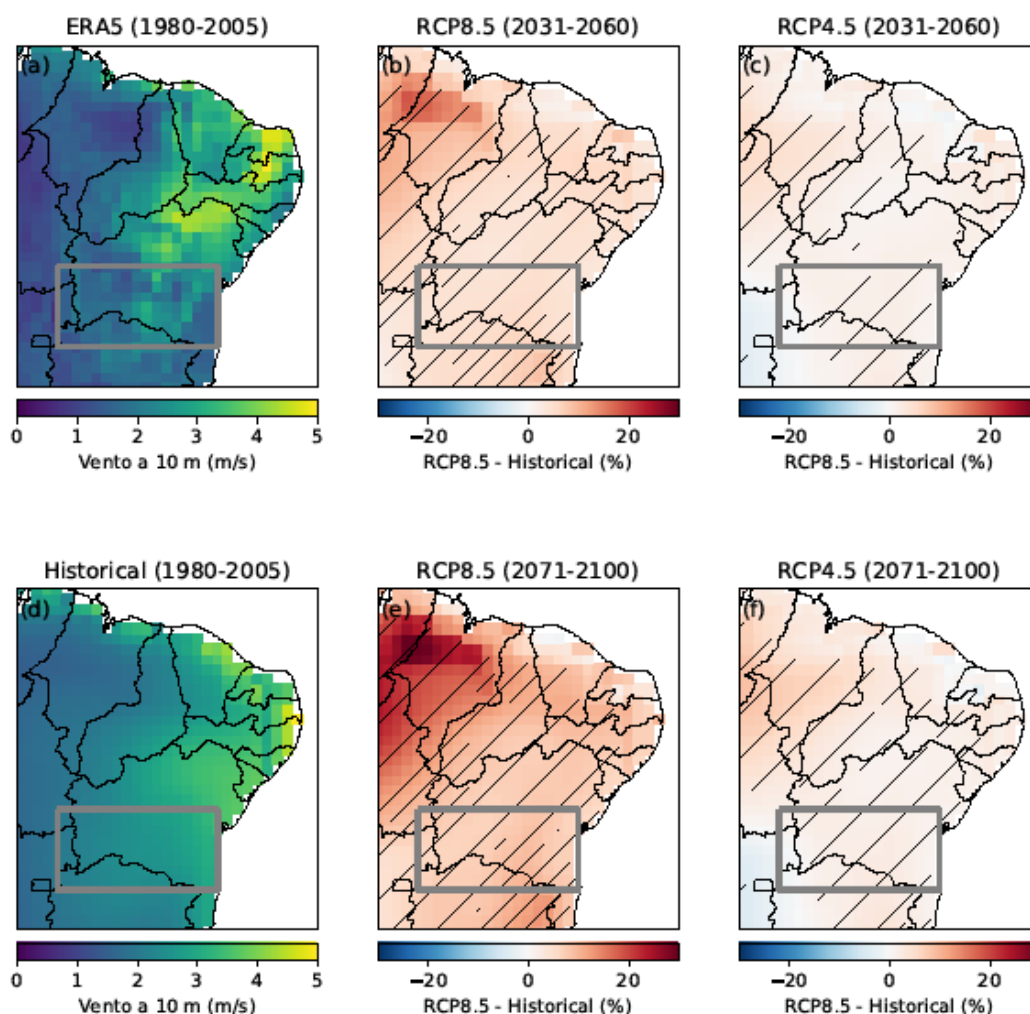 ERA5 (1980-2005) RCP8.5 (2031-2060) RCP4.5 (2031-2060)
(a) (b) (c)
0 1 2 3 4 5 −20 0 20 −20 0 20
Vento a 10 m (m/s) RCP8.5 - Historical (%) RCP8.5 - Historical (%)
Historical (1980-2005) RCP8.5 (2071-2100) RCP4.5 (2071-2100)
(d) (e) (f)
0 1 2 3 4 5 −20 0 20 −20 0 20
Vento a 10 m (m/s) RCP8.5 - Historical (%) RCP8.5 - Historical (%)